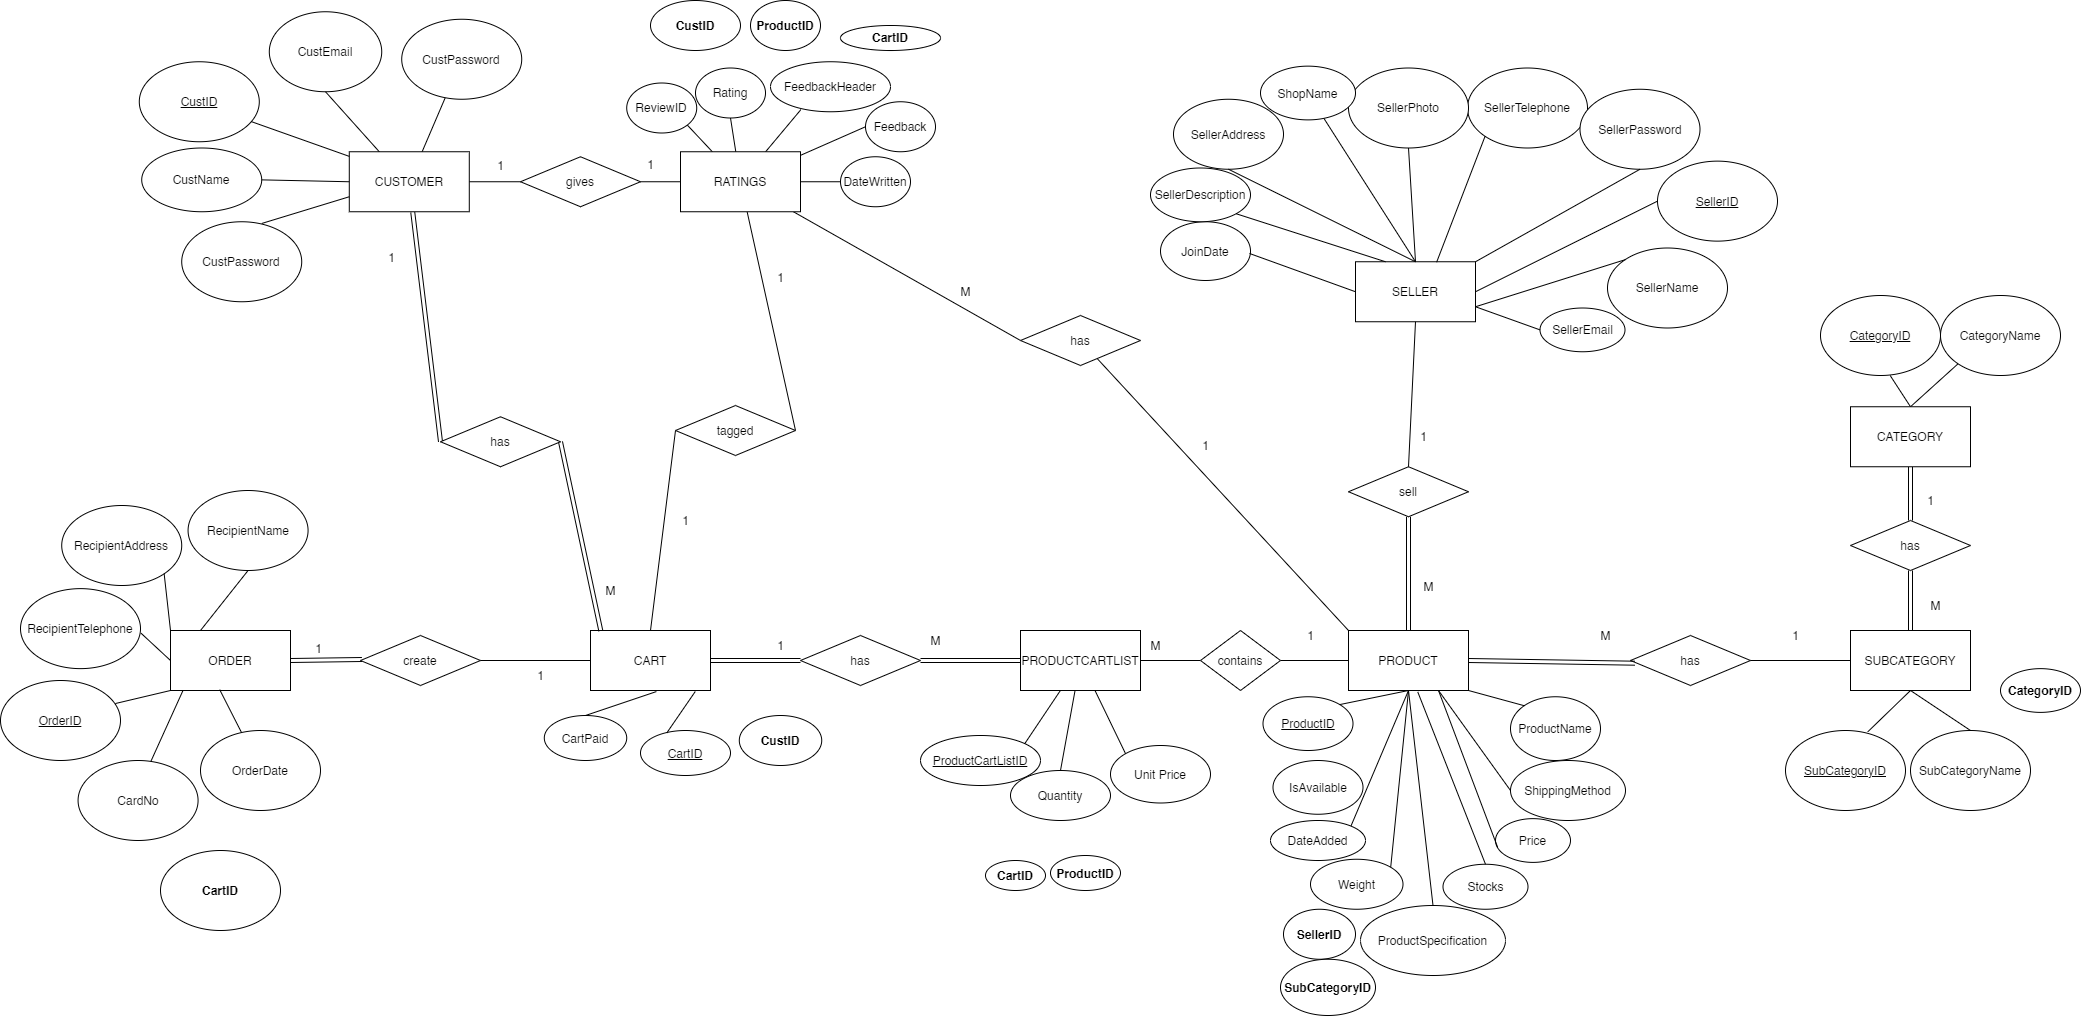 CustID
ProductID
CartID
CustEmail
CustPassword
CustID
CustName
CustPassword
CUSTOMER
1
gives
1
ReviewID
Rating
FeedbackHeader
Feedback
DateWritten
RATINGS
ShopName
SellerPhoto
SellerTelephone
SellerAddress
SellerPassword
SellerDescription
SellerID
JoinDate
SellerName
SellerEmail
SELLER
1
1
M
has
1
CategoryID
CategoryName
CATEGORY
1
has
M
has
M
tagged
1
1
sell
M
RecipientAddress
RecipientName
RecipientTelephone
ORDER
OrderID
CardNo
OrderDate
CartID
1
create
1
CART
CartPaid
CartID
CustID
1
has
M
PRODUCTCARTLIST
ProductCartListID
Quantity
Unit Price
CartID
ProductID
M
contains
1
PRODUCT
ProductID
IsAvailable
DateAdded
Weight
SellerID
SubCategoryID
ProductSpecification
Stocks
Price
ShippingMethod
ProductName
M
has
1
SUBCATEGORY
CategoryID
SubCategoryID
SubCategoryName